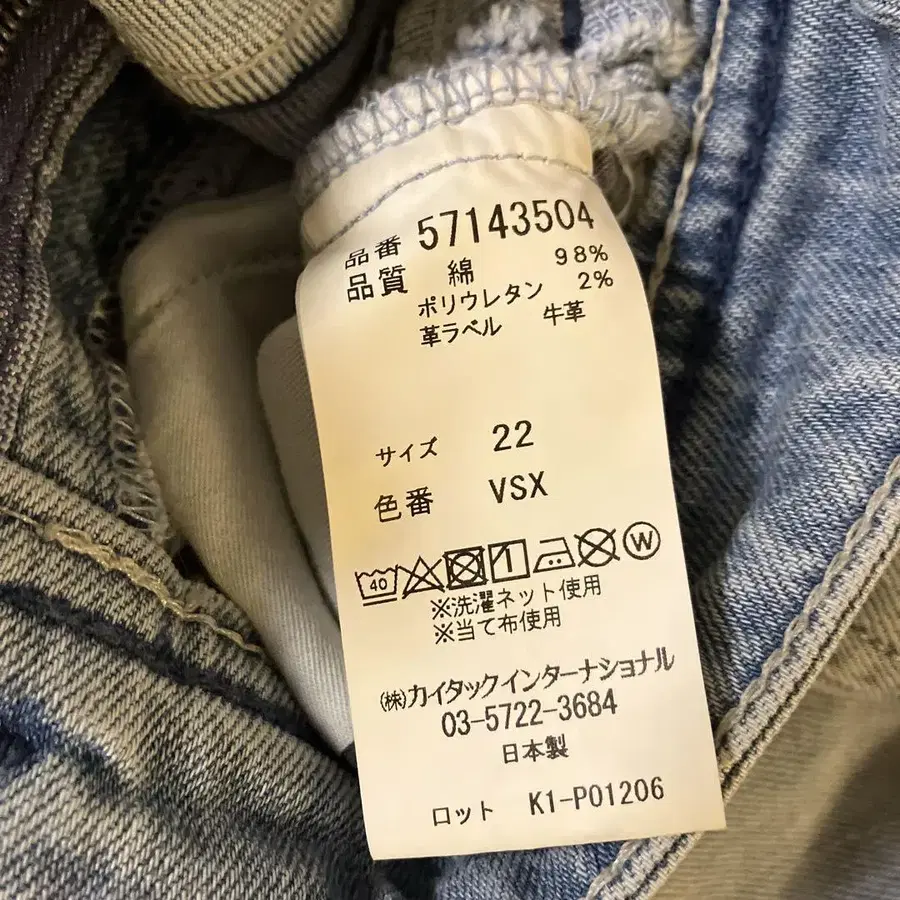 品番 57143504
品質 綿 98%
ポリウレタン 2%
革ラベル 牛革
サイズ 22
色番 VSX
40 W
※洗濯ネット使用
※当て布使用
㈱カイタックインターナショナル
03-5722-3684
日本製
ロット K1-P01206